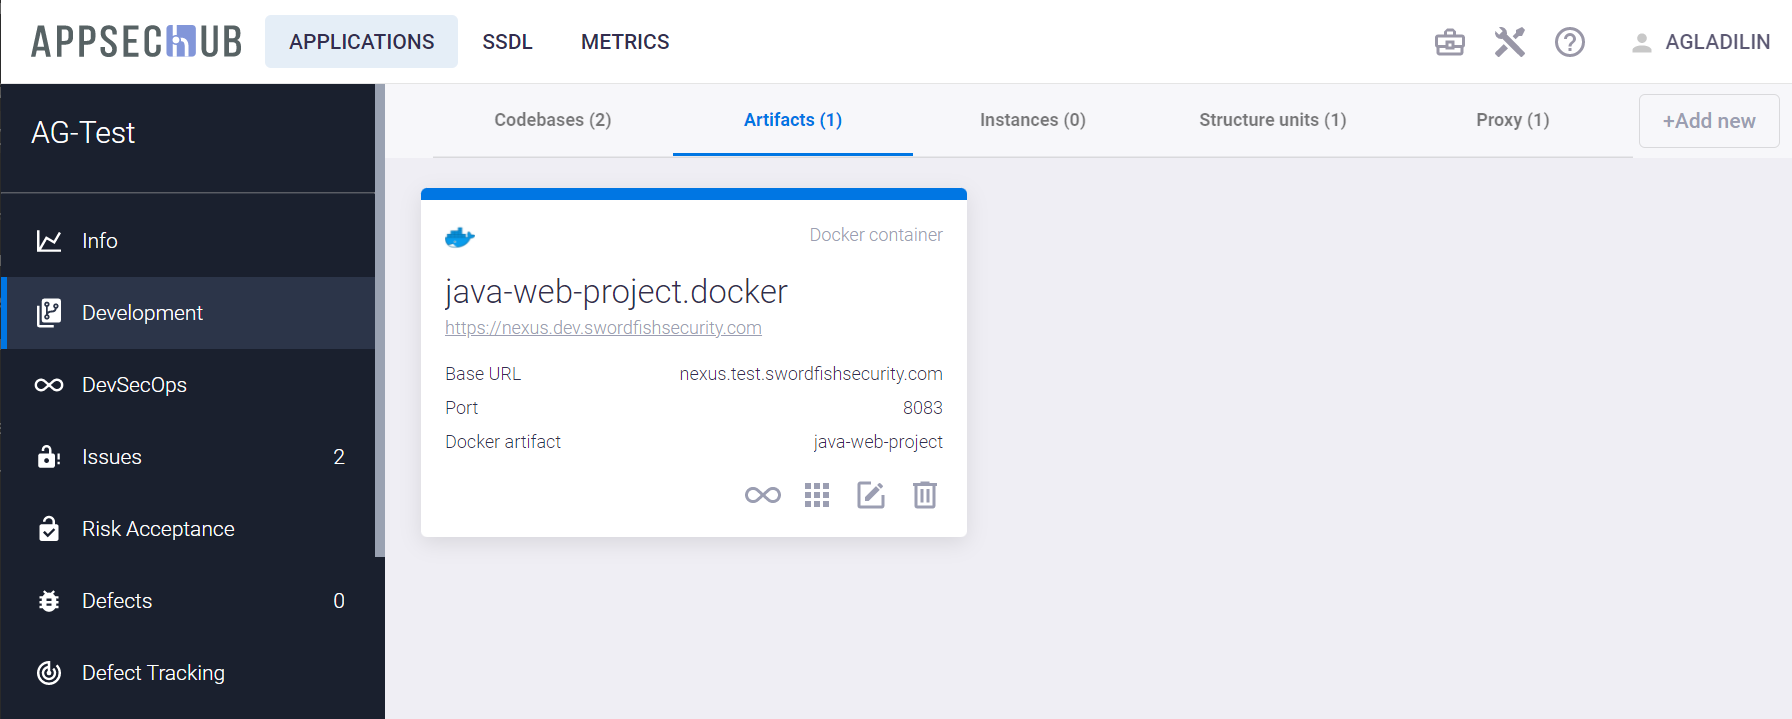 APPSECHUB
APPLICATIONS
SSDL
METRICS
AGLADILIN
AG-Test
Info
Development
DevSecOps
Issues 2
Risk Acceptance
Defects 0
Defect Tracking
Codebases (2)
Artifacts (1)
Instances (0)
Structure units (1)
Proxy (1)
+Add new
Docker container
java-web-project.docker
https://nexus.dev.swordfishsecurity.com
Base URL nexus.test.swordfishsecurity.com
Port 8083
Docker artifact java-web-project